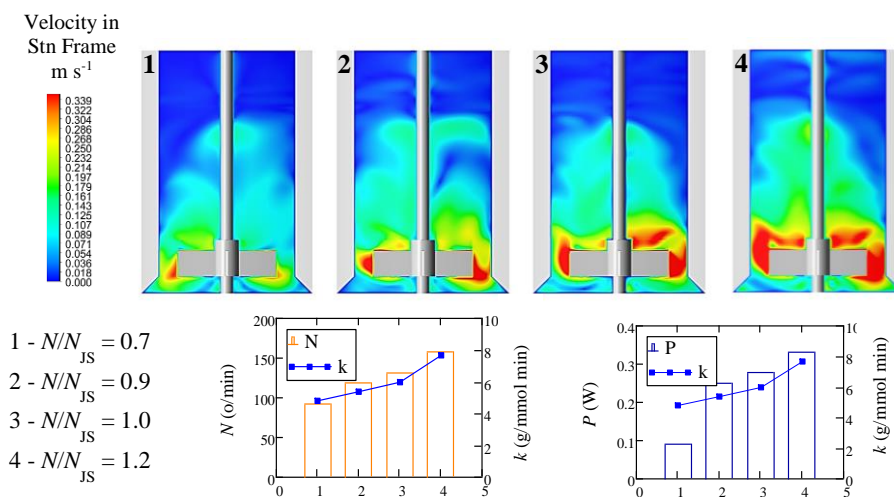 Velocity in
Stn Frame
m s⁻¹
0.339
0.322
0.304
0.286
0.268
0.250
0.232
0.214
0.197
0.179
0.161
0.143
0.125
0.107
0.089
0.071
0.054
0.036
0.018
0.000
1
2
3
4
1 - N/N_JS = 0.7
2 - N/N_JS = 0.9
3 - N/N_JS = 1.0
4 - N/N_JS = 1.2
N
k
200
150
100
50
0
N (o/min)
10
8
6
4
2
0
k (g/mmol min)
0 1 2 3 4 5
P
k
0.4
0.3
0.2
0.1
0
P (W)
10
8
6
4
2
0
k (g/mmol min)
0 1 2 3 4 5